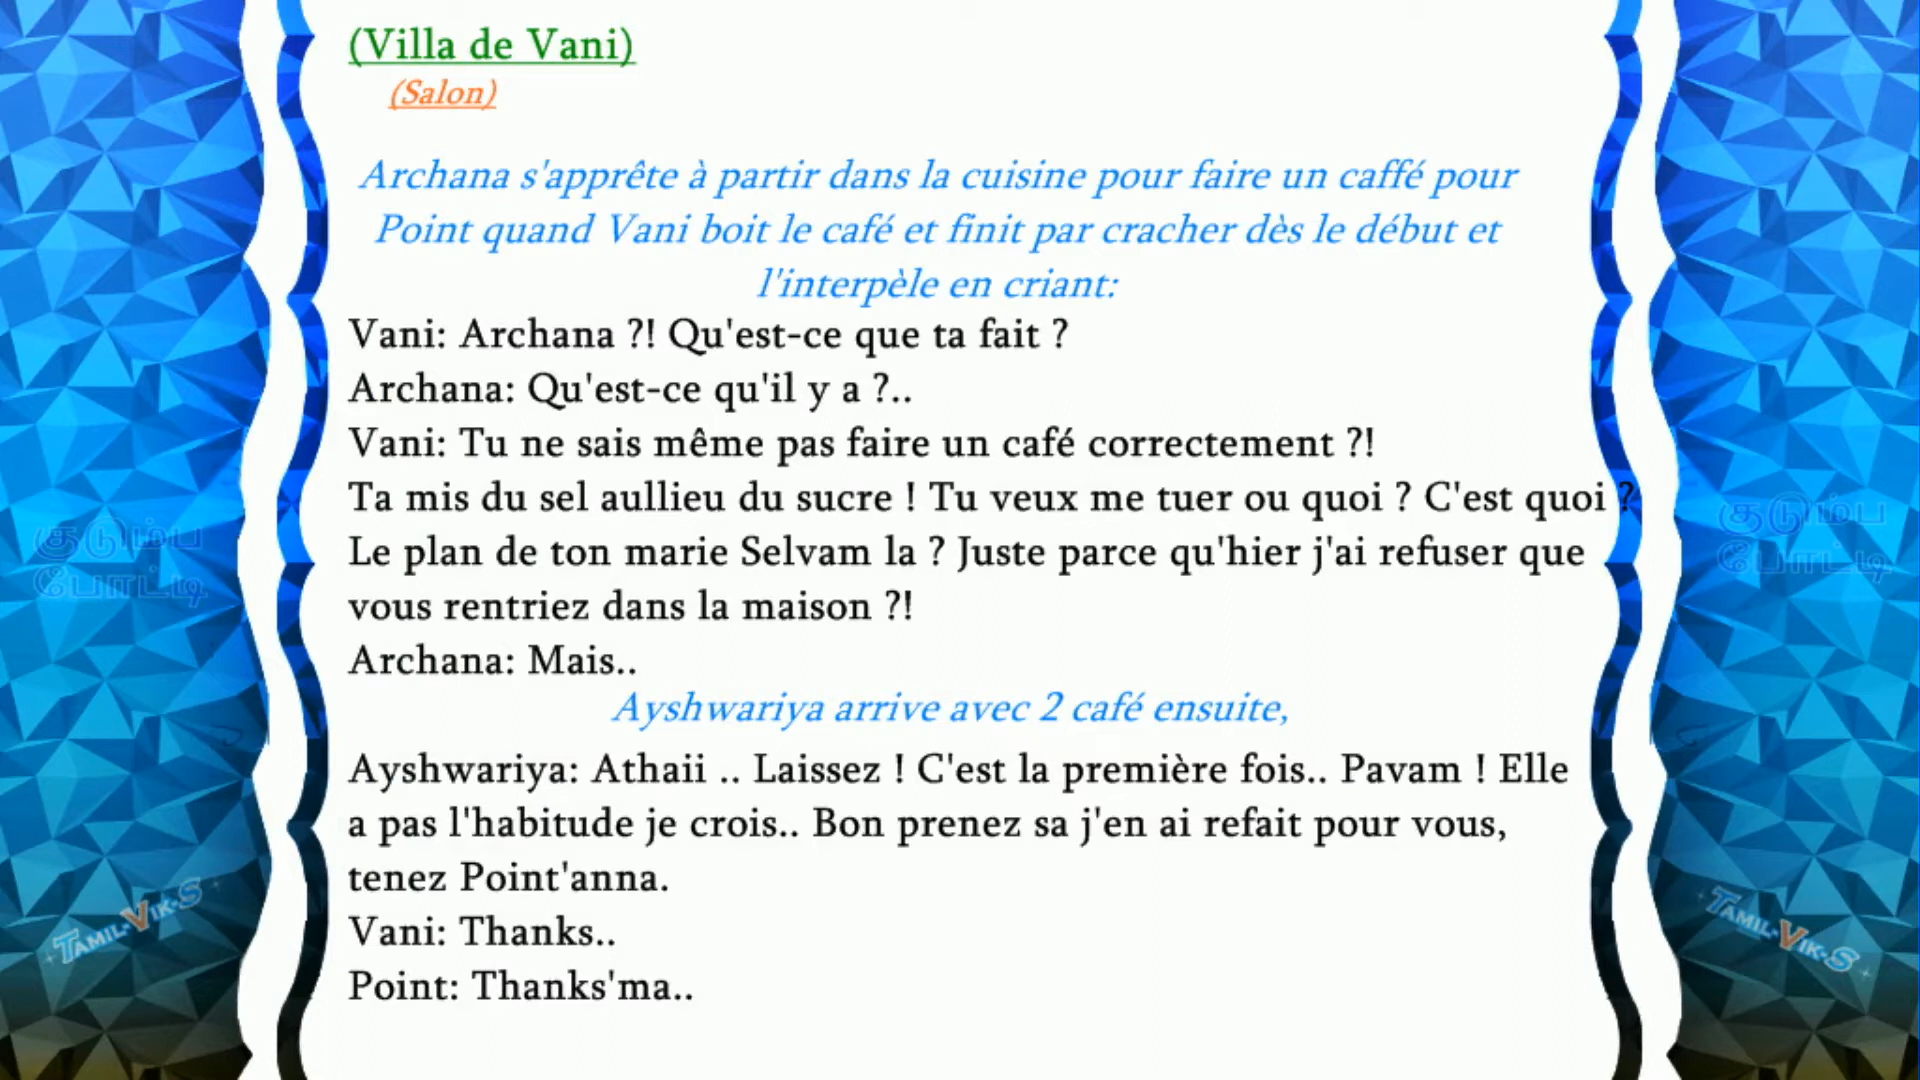 (Villa de Vani)
(Salon)
Archana s'apprête à partir dans la cuisine pour faire un caffé pour
Point quand Vani boit le café et finit par cracher dès le début et
l'interpèle en criant:
Vani: Archana ?! Qu'est-ce que ta fait ?
Archana: Qu'est-ce qu'il y a ?..
Vani: Tu ne sais même pas faire un café correctement ?!
Ta mis du sel aullieu du sucre ! Tu veux me tuer ou quoi ? C'est quoi ?
Le plan de ton marie Selvam la ? Juste parce qu'hier j'ai refuser que
vous rentriez dans la maison ?!
Archana: Mais..
Ayshwariya arrive avec 2 café ensuite,
Ayshwariya: Athaii .. Laissez ! C'est la première fois.. Pavam ! Elle
a pas l'habitude je crois.. Bon prenez sa j'en ai refait pour vous,
tenez Point'anna.
Vani: Thanks..
Point: Thanks'ma..
குடும்ப
போட்டி
குடும்ப
போட்டி
TAMIL-VIK-S
TAMIL-VIK-S